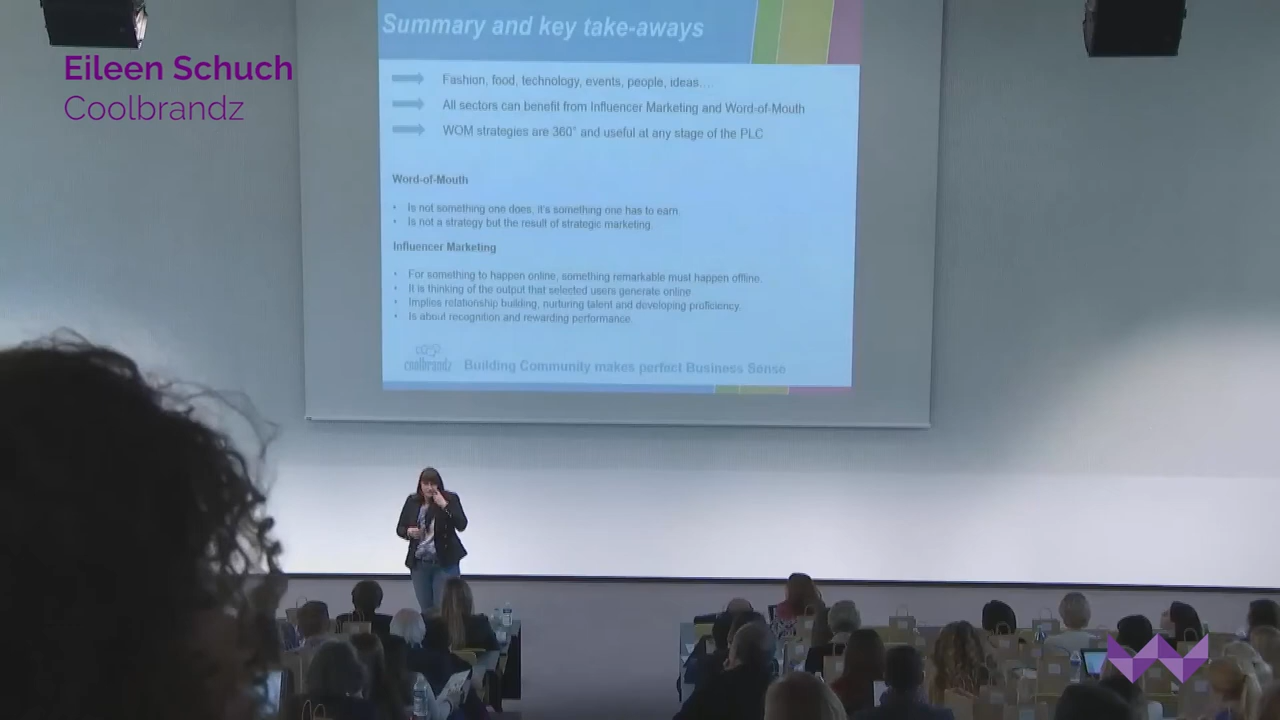 Eileen Schuch
Coolbrandz
Summary and key take-aways
Fashion, food, technology, events, people, ideas....
All sectors can benefit from Influencer Marketing and Word-of-Mouth
WOM strategies are 360° and useful at any stage of the PLC
Word-of-Mouth
• Is not something one does, it's something one has to earn.
• Is not a strategy but the result of strategic marketing.
Influencer Marketing
• For something to happen online, something remarkable must happen offline.
• It is thinking of the output that selected users generate online
• Implies relationship building, nurturing talent and developing proficiency.
• Is about recognition and rewarding performance.
coolbrandz Building Community makes perfect Business Sense